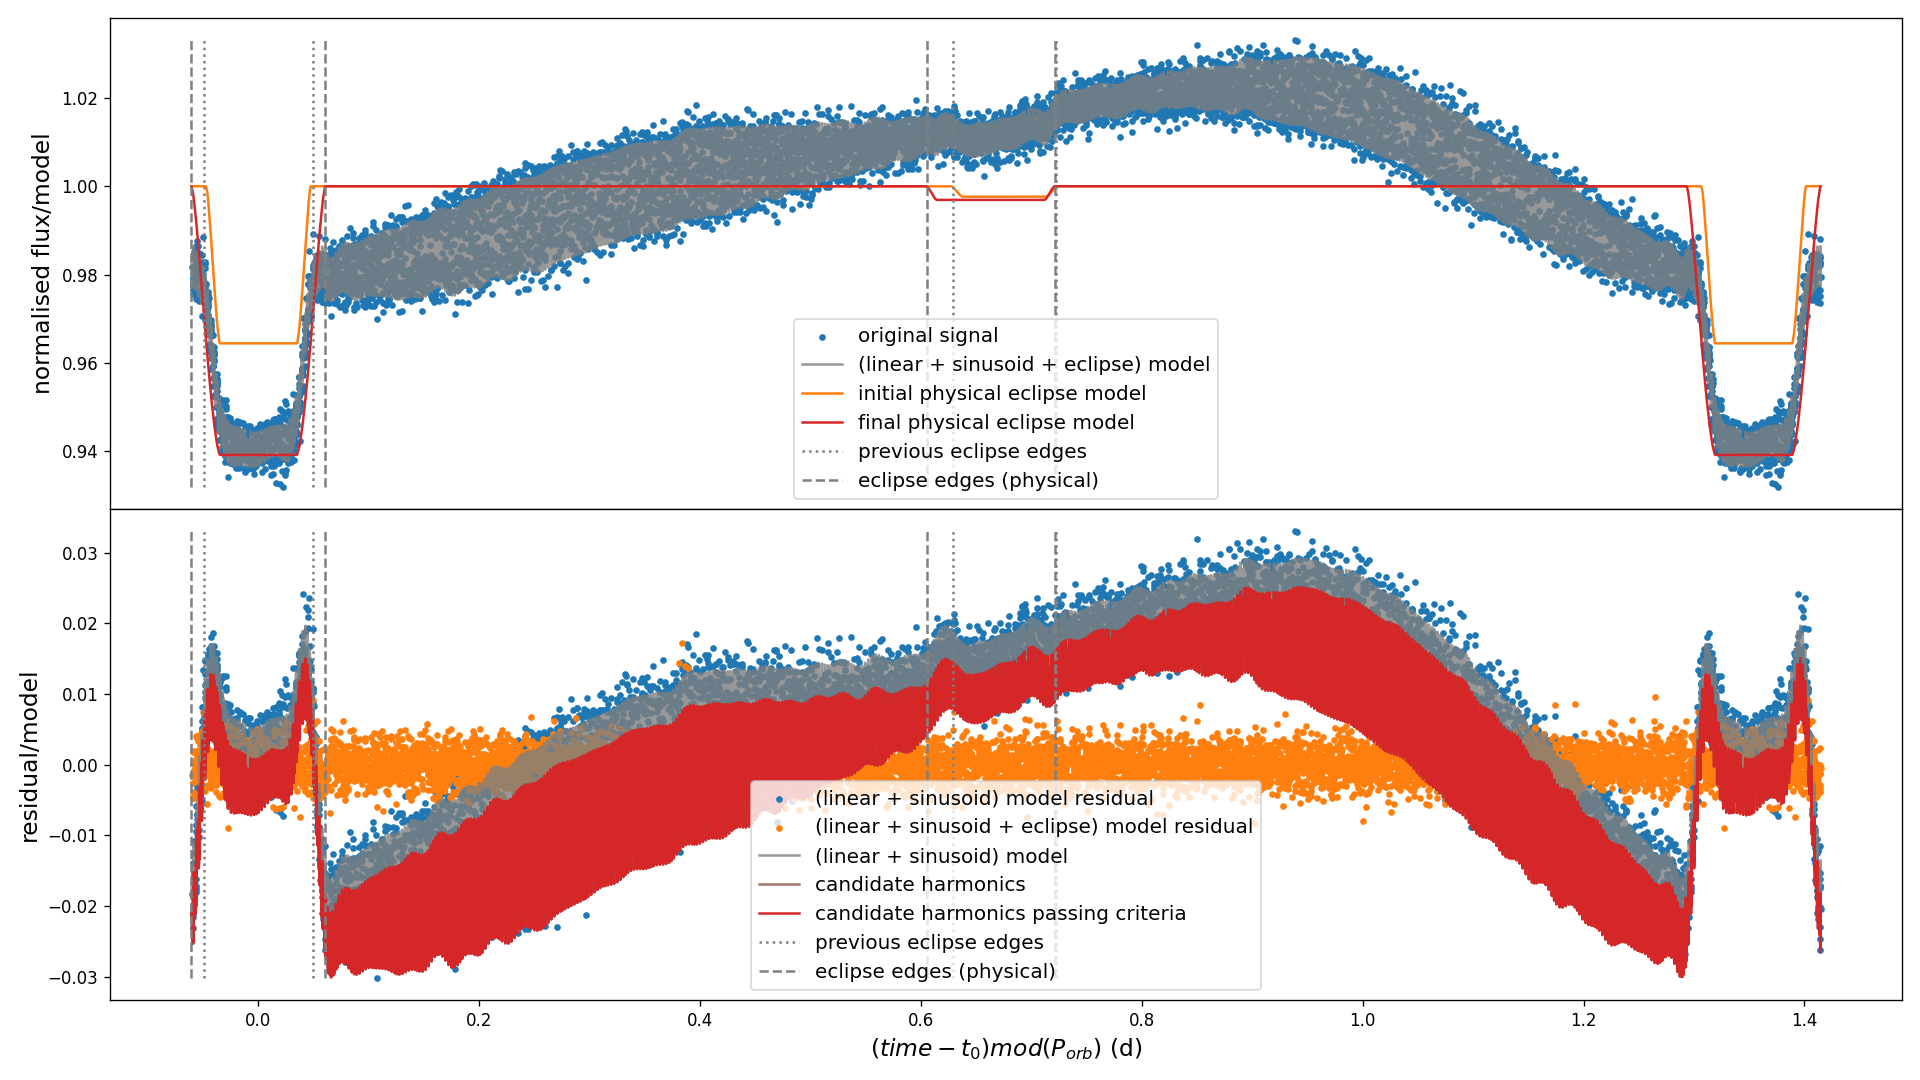 normalised flux/model
1.02
1.00
0.98
0.96
0.94
original signal
(linear + sinusoid + eclipse) model
initial physical eclipse model
final physical eclipse model
previous eclipse edges
eclipse edges (physical)
residual/model
0.03
0.02
0.01
0.00
−0.01
−0.02
−0.03
(linear + sinusoid) model residual
(linear + sinusoid + eclipse) model residual
(linear + sinusoid) model
candidate harmonics
candidate harmonics passing criteria
previous eclipse edges
eclipse edges (physical)
0.0 0.2 0.4 0.6 0.8 1.0 1.2 1.4
(time − t₀)mod(P_orb) (d)